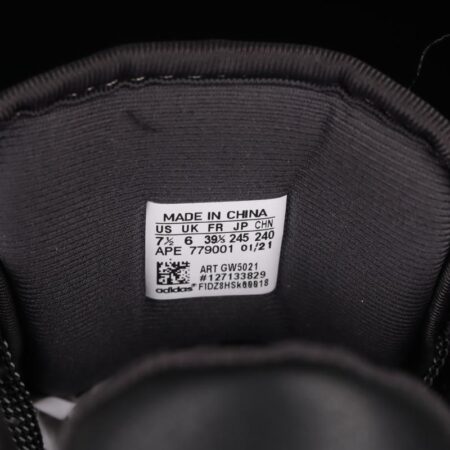 MADE IN CHINA
US UK FR JP CHN
7½ 6 39⅓ 245 240
APE 779001 01/21
ART GW5021
#127133829
adidas F1DZ8HSk60018